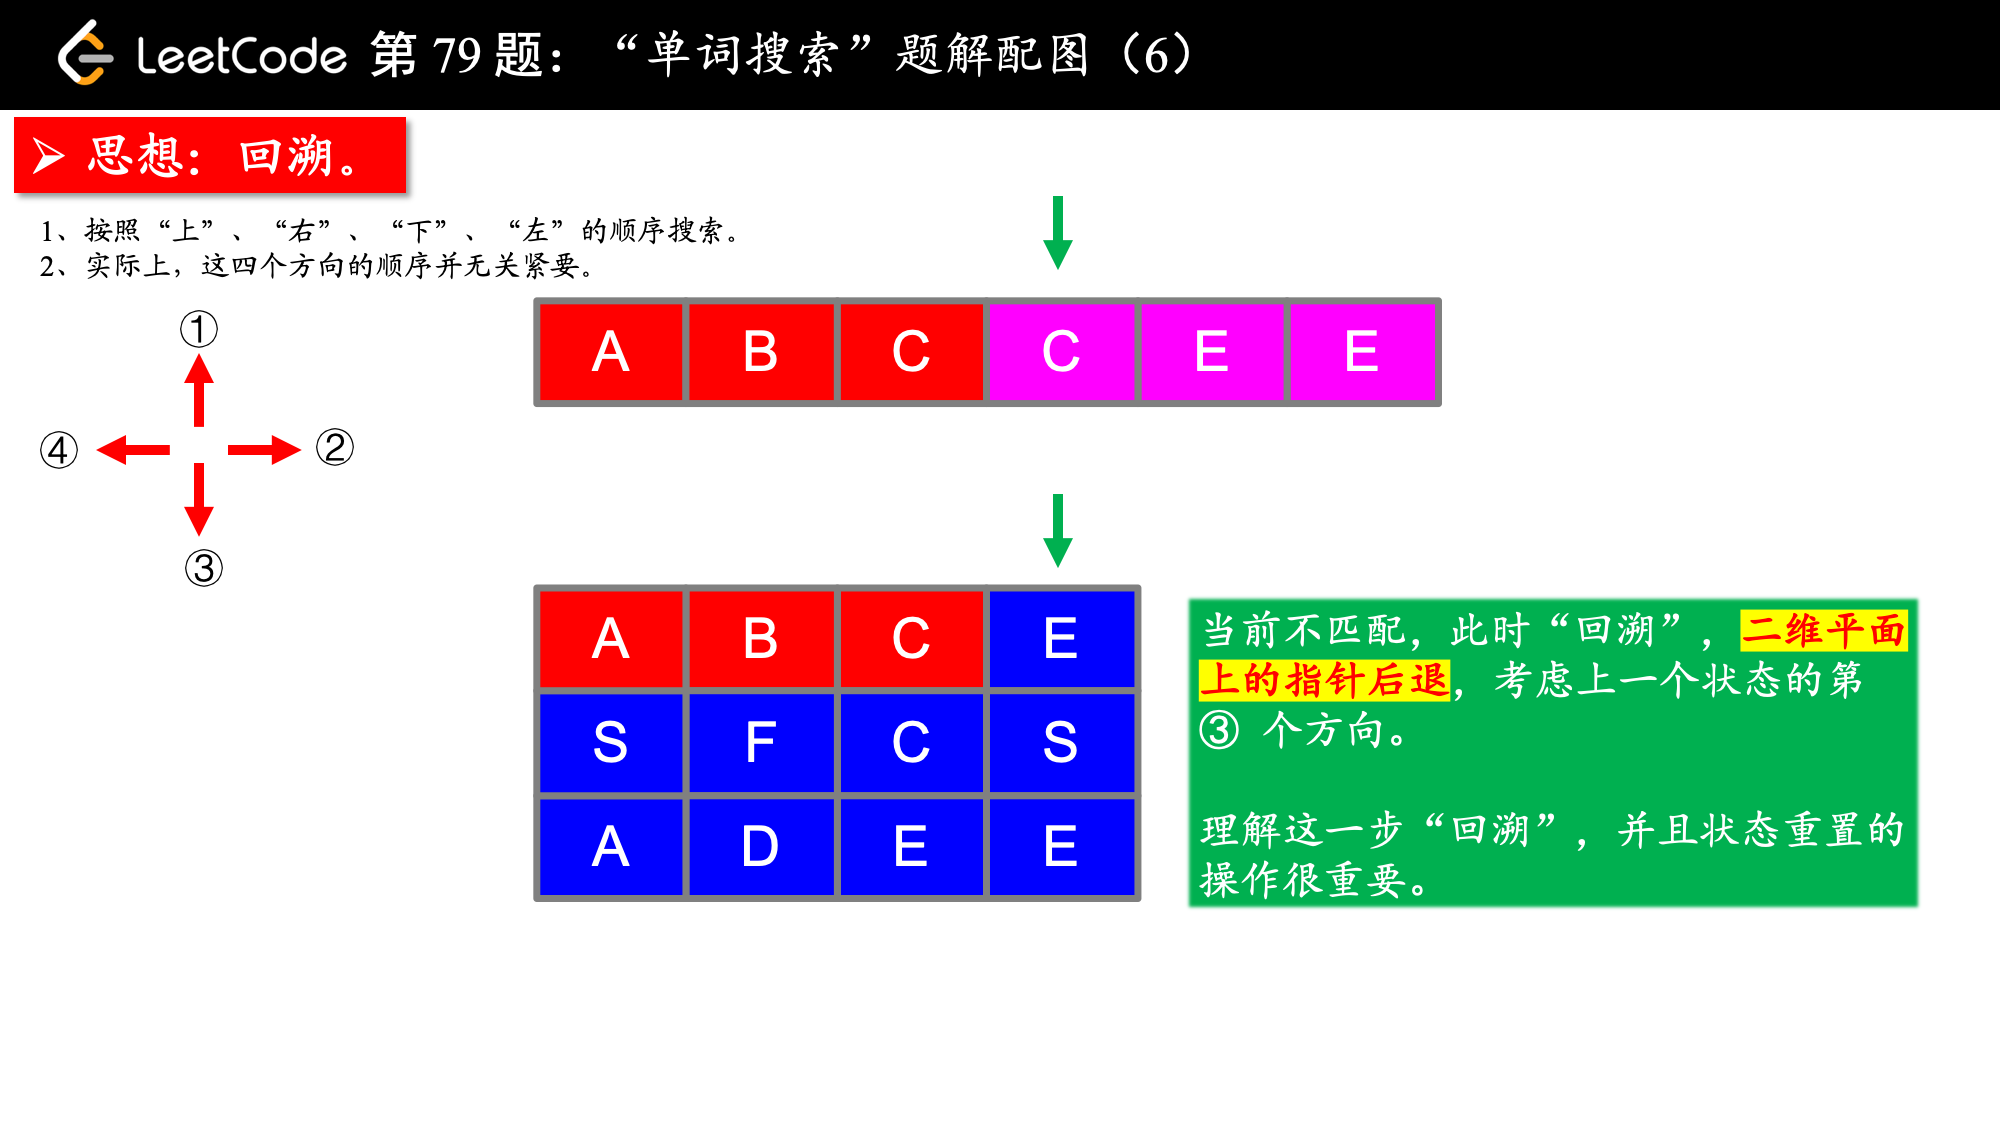 LeetCode 第 79 题：“单词搜索”题解配图（6）
➢ 思想：回溯。
1、按照“上”、“右”、“下”、“左”的顺序搜索。
2、实际上，这四个方向的顺序并无关紧要。
①
④ ②
③
A B C C E E
A B C E
S F C S
A D E E
当前不匹配，此时“回溯”，二维平面
上的指针后退，考虑上一个状态的第
③ 个方向。
理解这一步“回溯”，并且状态重置的
操作很重要。